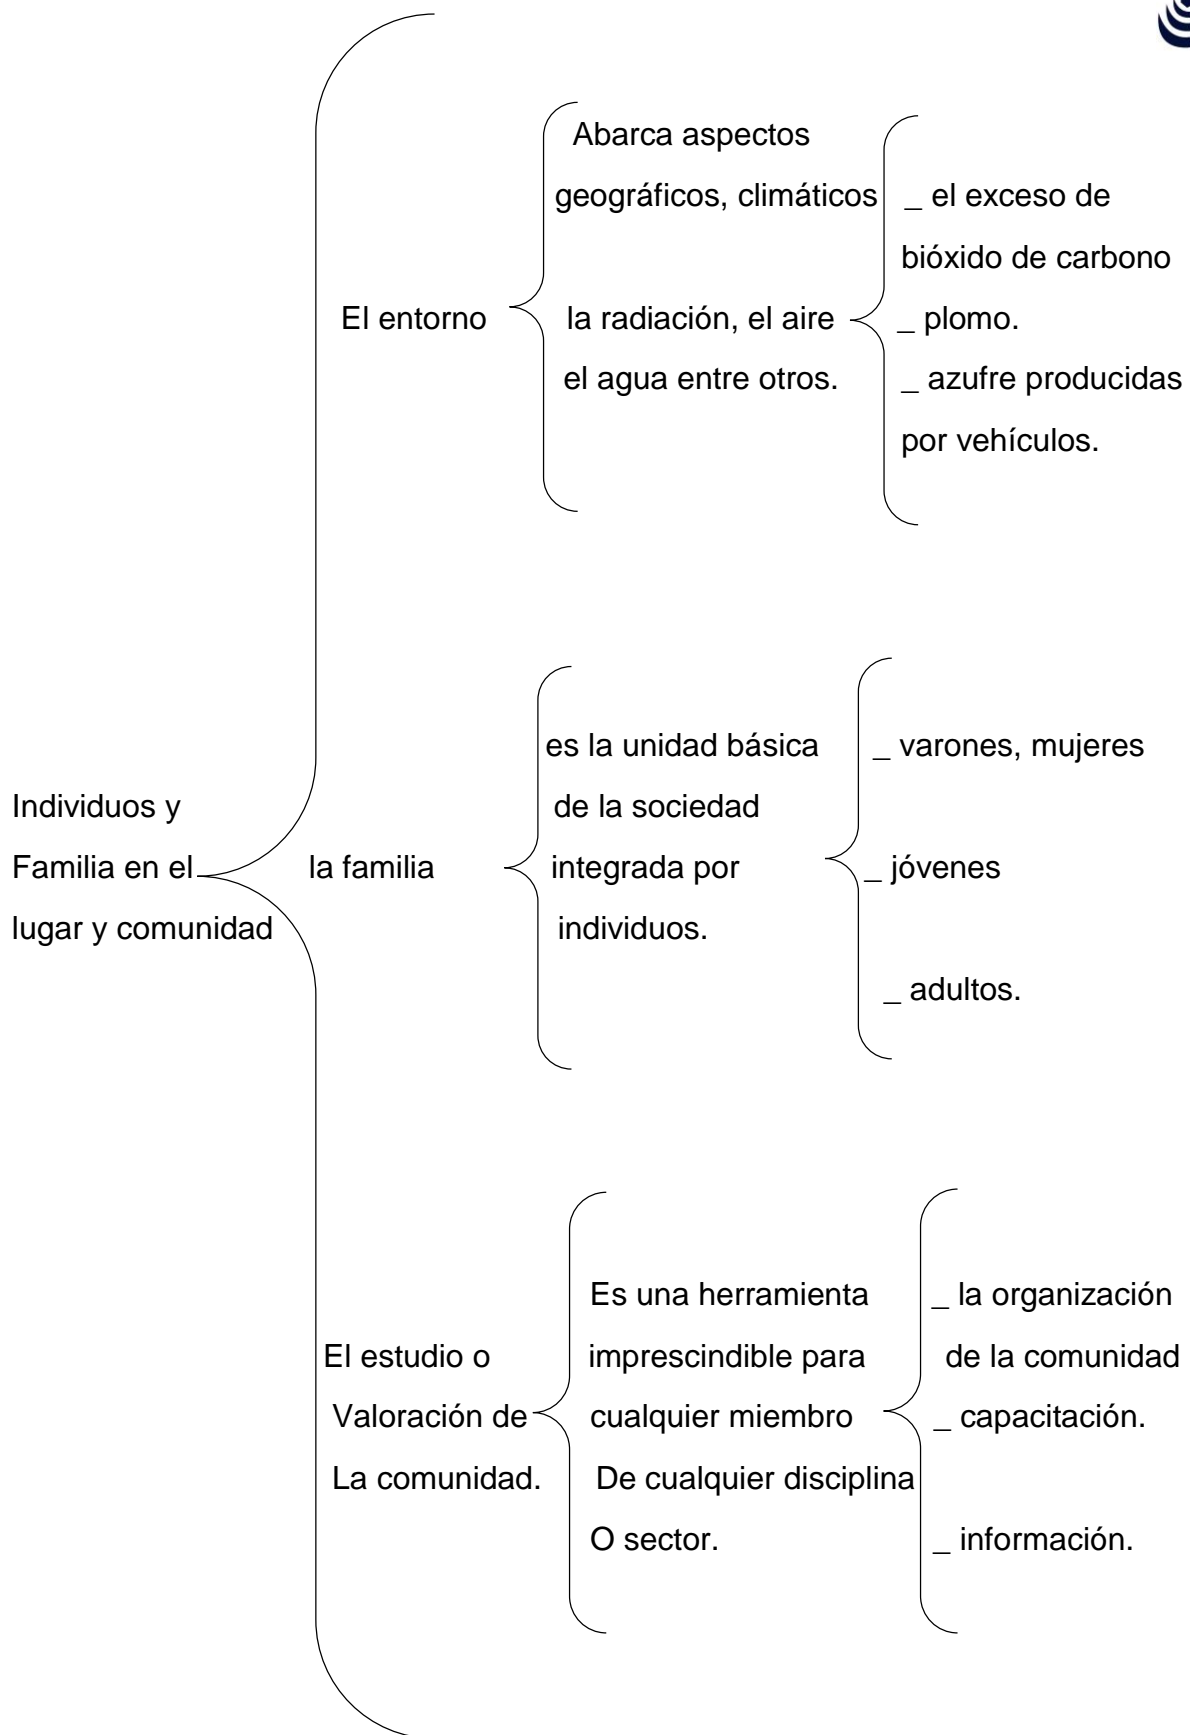 Individuos y
Familia en el
lugar y comunidad
El entorno
Abarca aspectos
geográficos, climáticos
la radiación, el aire
el agua entre otros.
_ el exceso de
bióxido de carbono
_ plomo.
_ azufre producidas
por vehículos.
la familia
es la unidad básica
de la sociedad
integrada por
individuos.
_ varones, mujeres
_ jóvenes
_ adultos.
El estudio o
Valoración de
La comunidad.
Es una herramienta
imprescindible para
cualquier miembro
De cualquier disciplina
O sector.
_ la organización
de la comunidad
_ capacitación.
_ información.